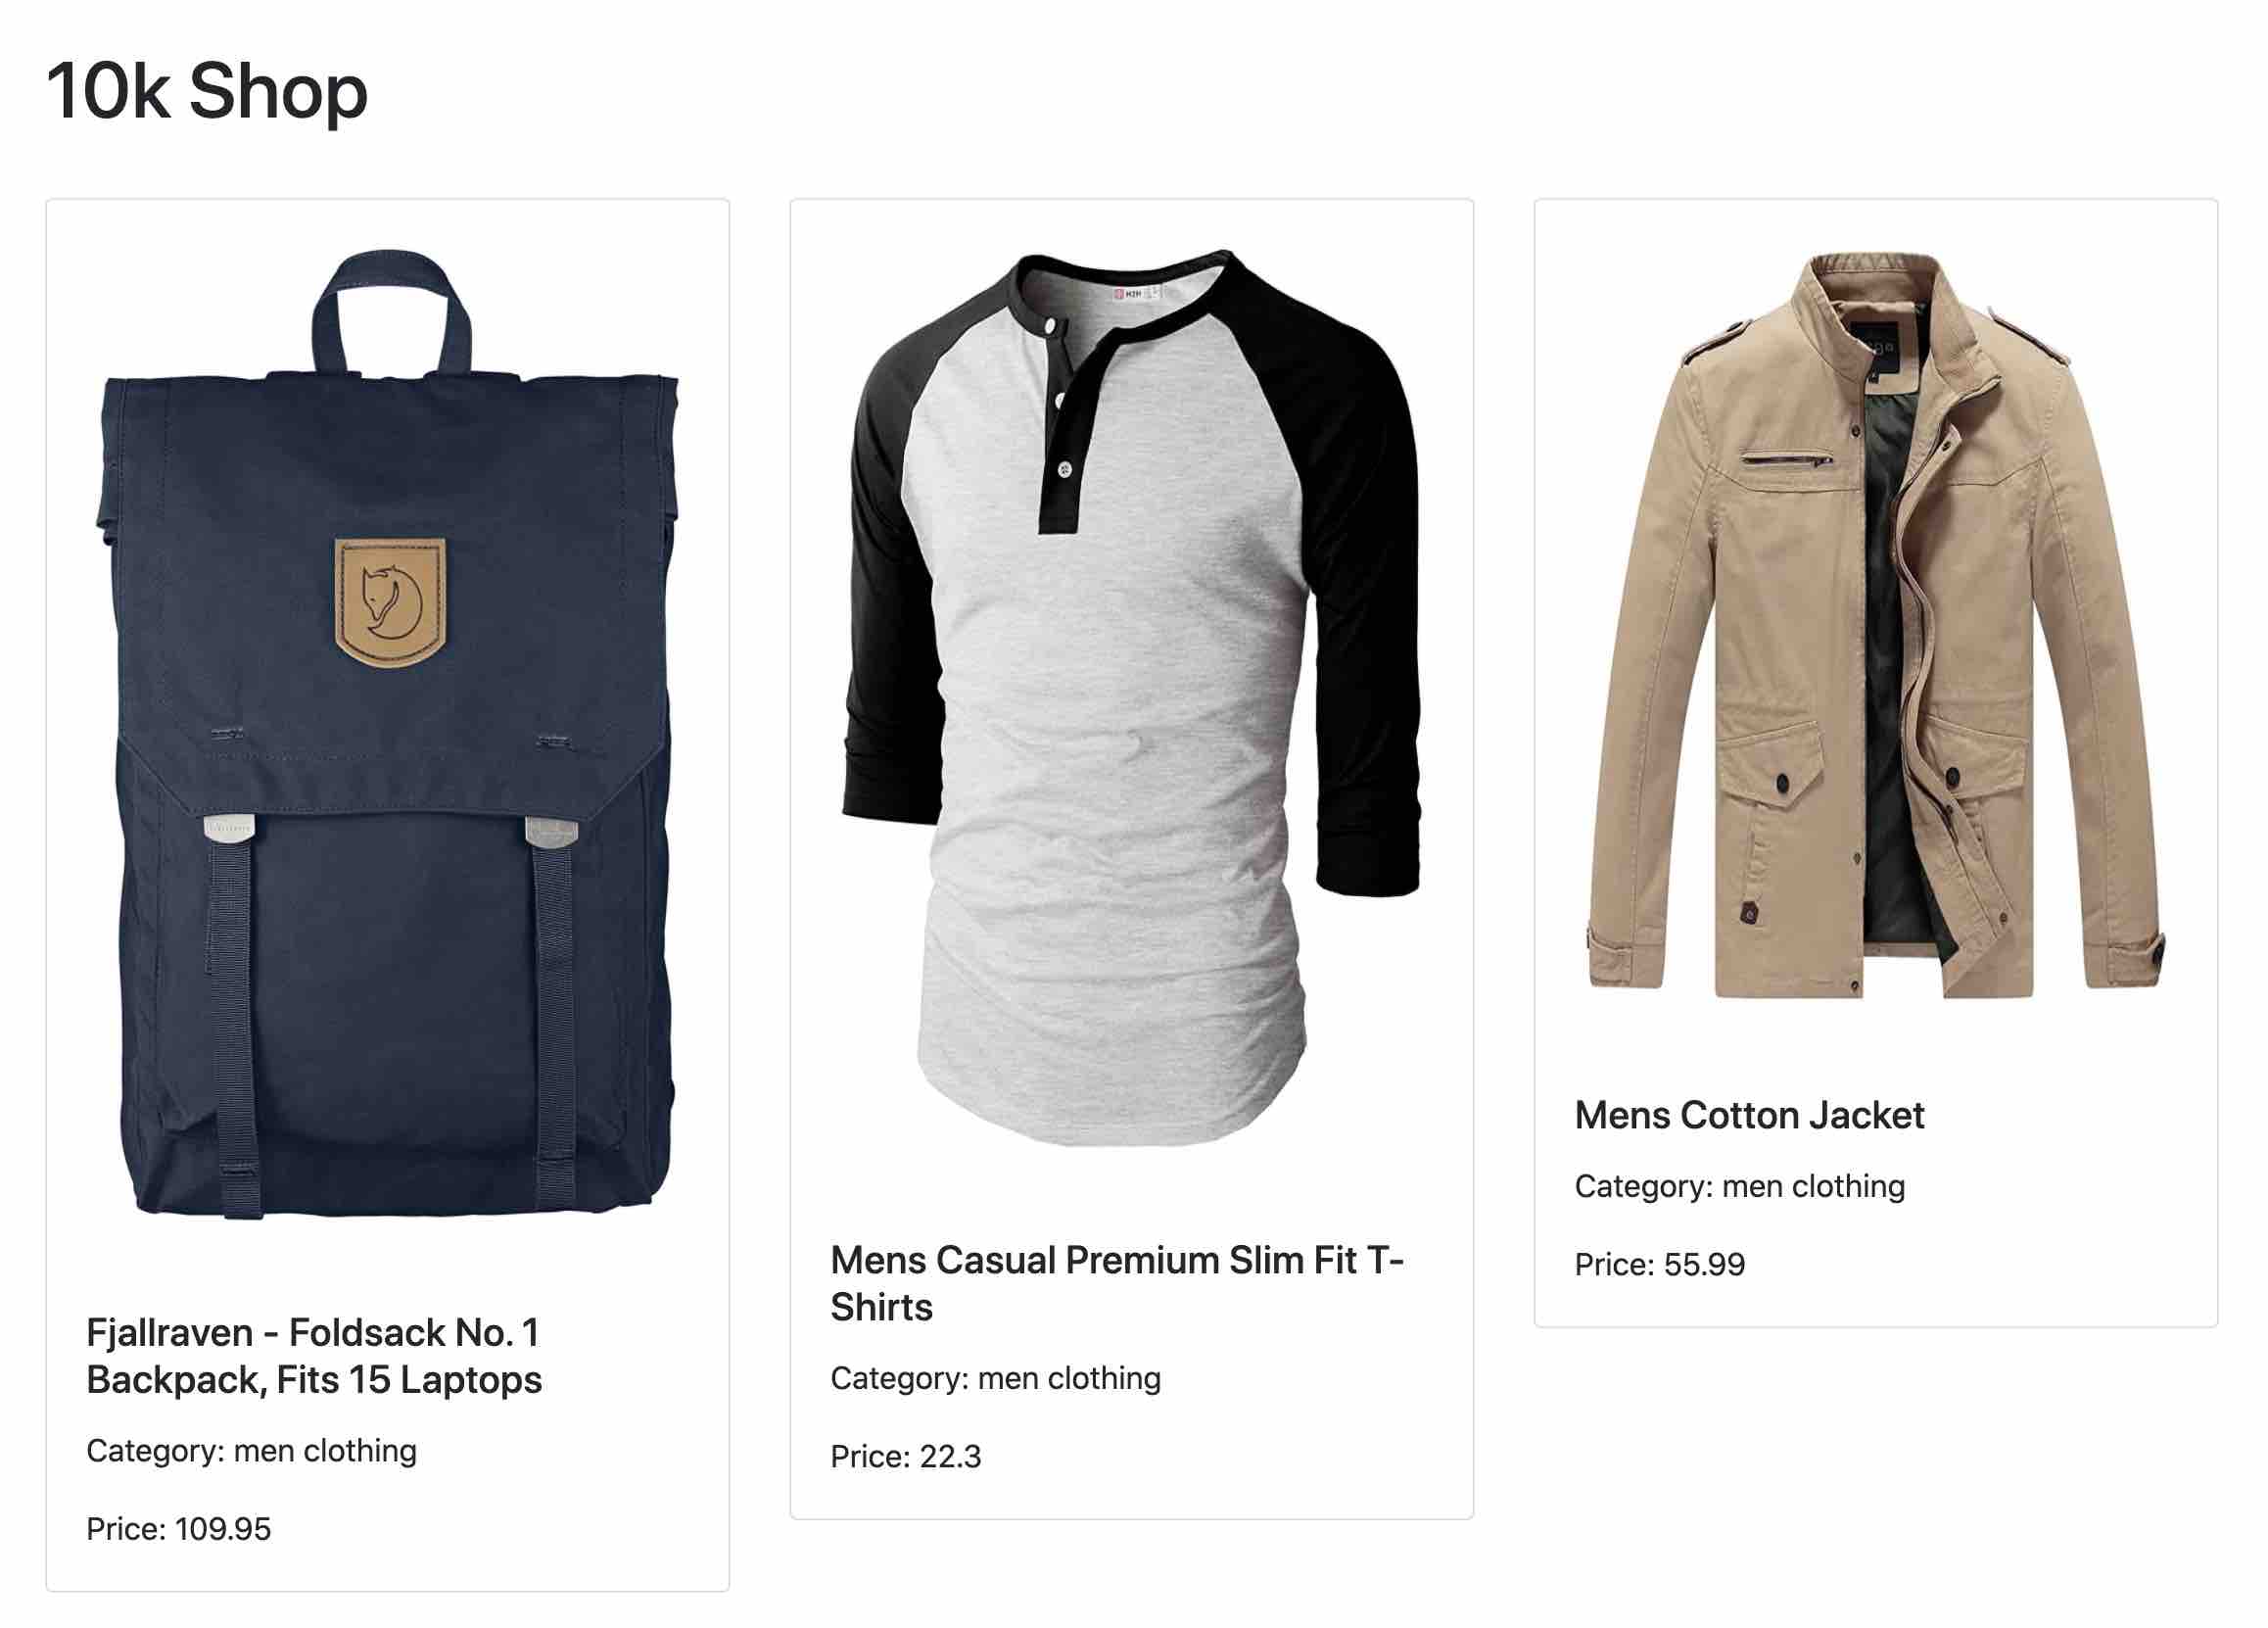 10k Shop
Fjallraven - Foldsack No. 1
Backpack, Fits 15 Laptops
Category: men clothing
Price: 109.95
H2H
Mens Casual Premium Slim Fit T-
Shirts
Category: men clothing
Price: 22.3
Mens Cotton Jacket
Category: men clothing
Price: 55.99